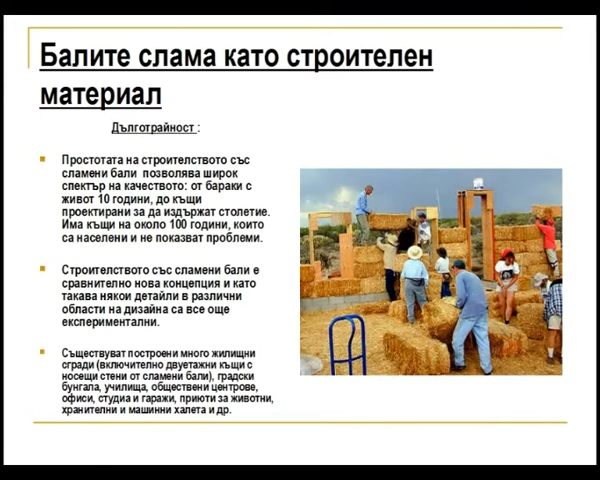 Балите слама като строителен
материал
Дълготрайност :
Простотата на строителството със
сламени бали позволява широк
спектър на качеството: от бараки с
живот 10 години, до къщи
проектирани за да издържат столетие.
Има къщи на около 100 години, които
са населени и не показват проблеми.
Строителството със сламени бали е
сравнително нова концепция и като
такава някои детайли в различни
области на дизайна са все още
експериментални.
Съществуват построени много жилищни
сгради (включително двуетажни къщи с
носещи стени от сламени бали), градски
бунгала, училища, обществени центрове,
офиси, студиа и гаражи, приюти за животни,
хранителни и машинни халета и др.